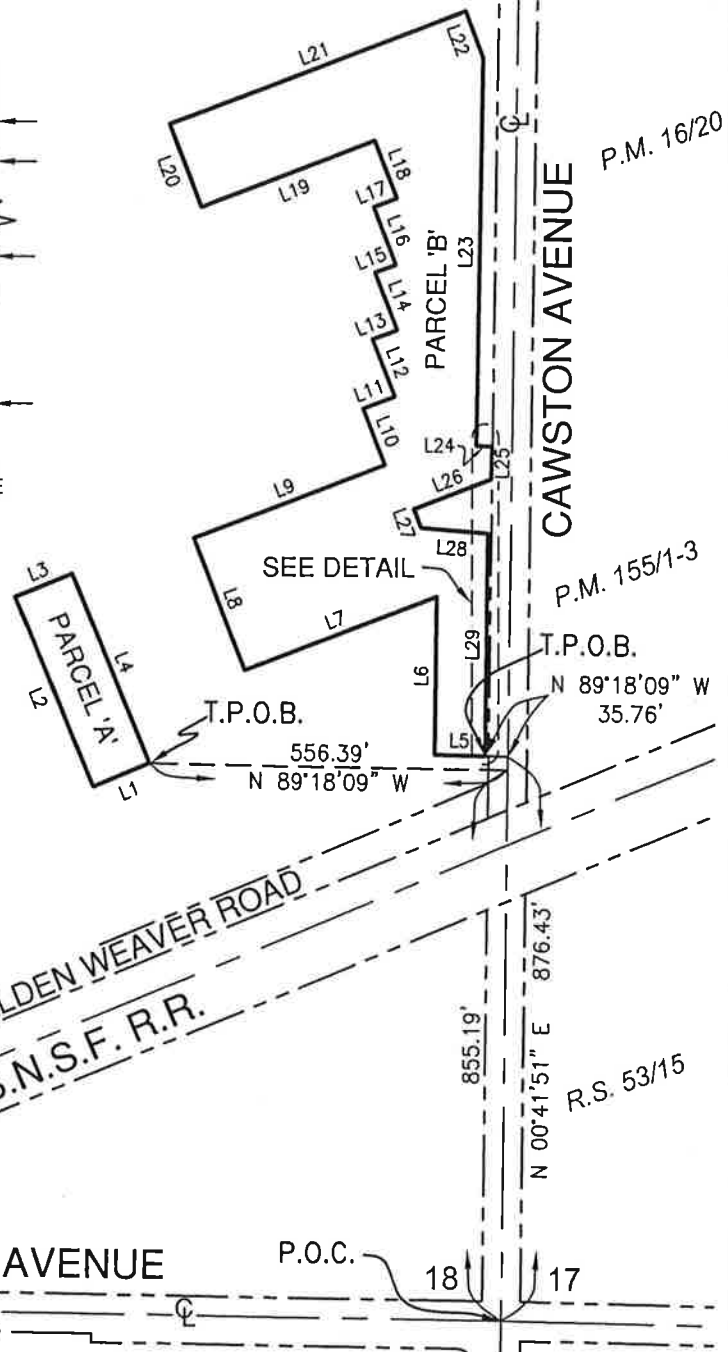 L21
L22
℄
P.M. 16/20
L20
L19
L18
L17
L16
L15
L14
L13
L12
L11
L10
L23
PARCEL 'B'
CAWSTON AVENUE
L24
L25
L26
L27
L28
L9
SEE DETAIL
P.M. 155/1-3
L8
L7
L3
PARCEL 'A'
L4
L2
L1
L6
L29
L5
T.P.O.B.
N 89°18'09" W
35.76'
T.P.O.B.
556.39'
N 89°18'09" W
LDEN WEAVER ROAD
.N.S.F. R.R.
855.19'
N 00°41'51" E
876.43'
R.S. 53/15
AVENUE
P.O.C.
18
17
℄